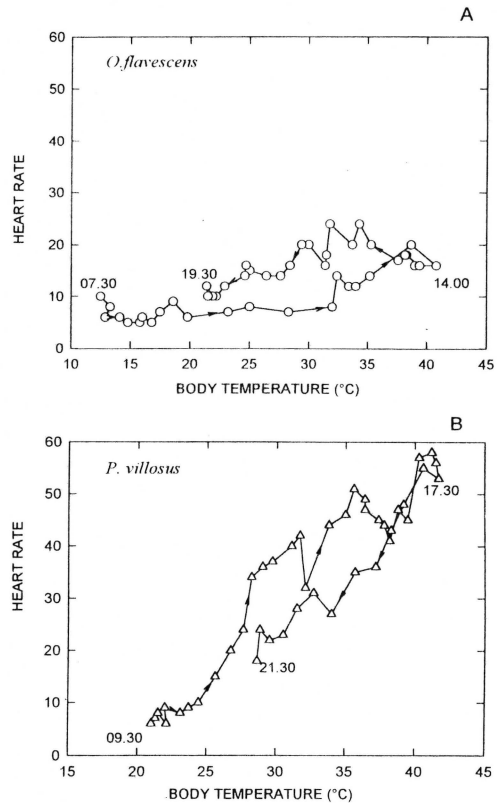 A
60
O.flavescens
50
40
HEART RATE
30
20
07.30
19.30
14.00
10
0
10 15 20 25 30 35 40 45
BODY TEMPERATURE (°C)
B
60
P. villosus
17.30
50
40
HEART RATE
30
20
21.30
10
09.30
0
15 20 25 30 35 40 45
BODY TEMPERATURE (°C)